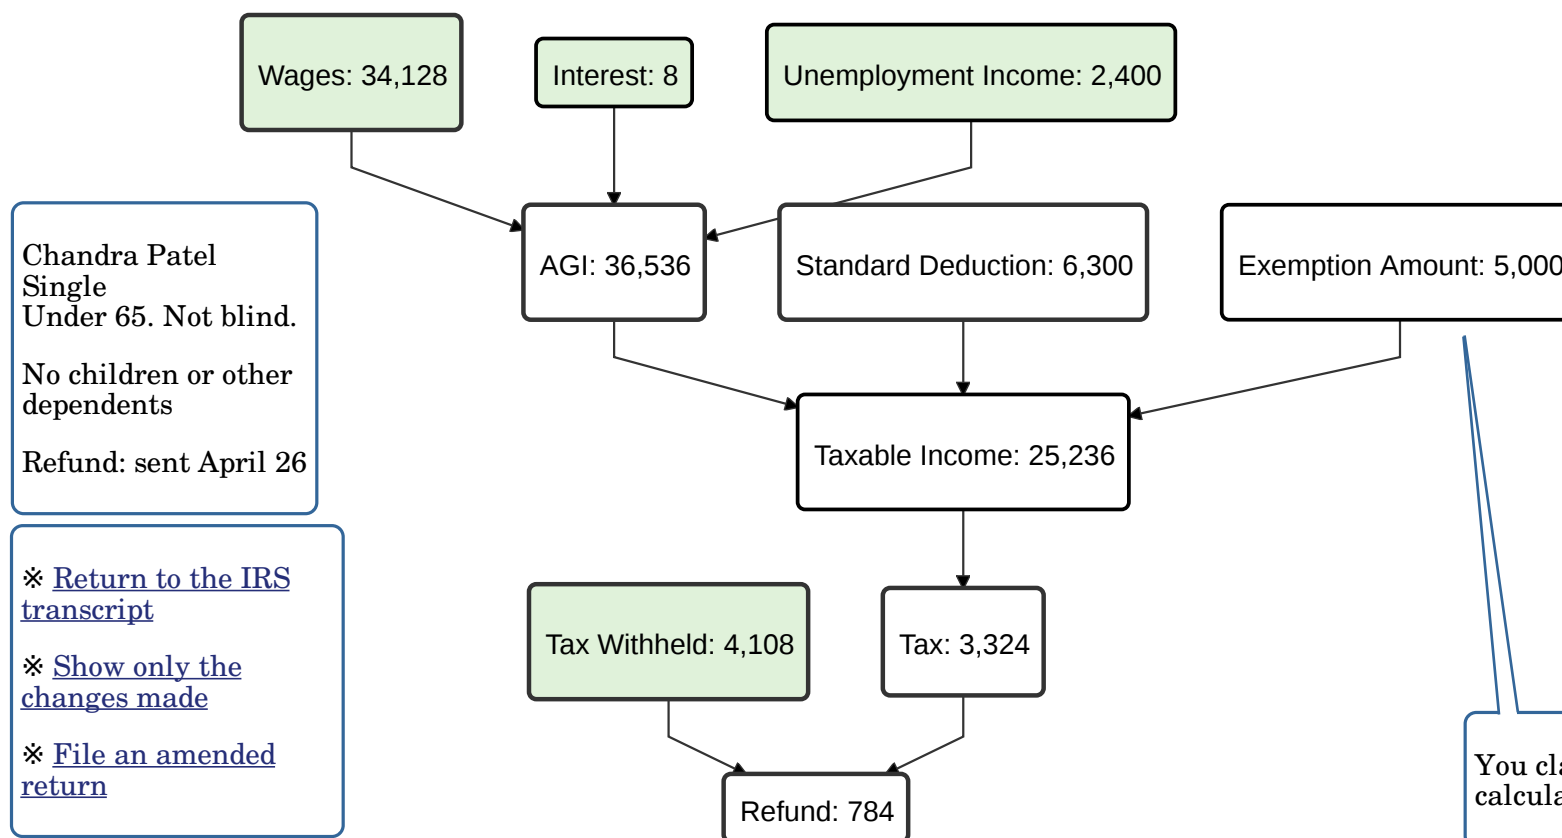 Wages: 34,128
Interest: 8
Unemployment Income: 2,400
AGI: 36,536
Standard Deduction: 6,300
Exemption Amount: 5,000
Chandra Patel
Single
Under 65. Not blind.
No children or other
dependents
Refund: sent April 26
Taxable Income: 25,236
※ Return to the IRS
transcript
※ Show only the
changes made
※ File an amended
return
Tax Withheld: 4,108
Tax: 3,324
Refund: 784
You